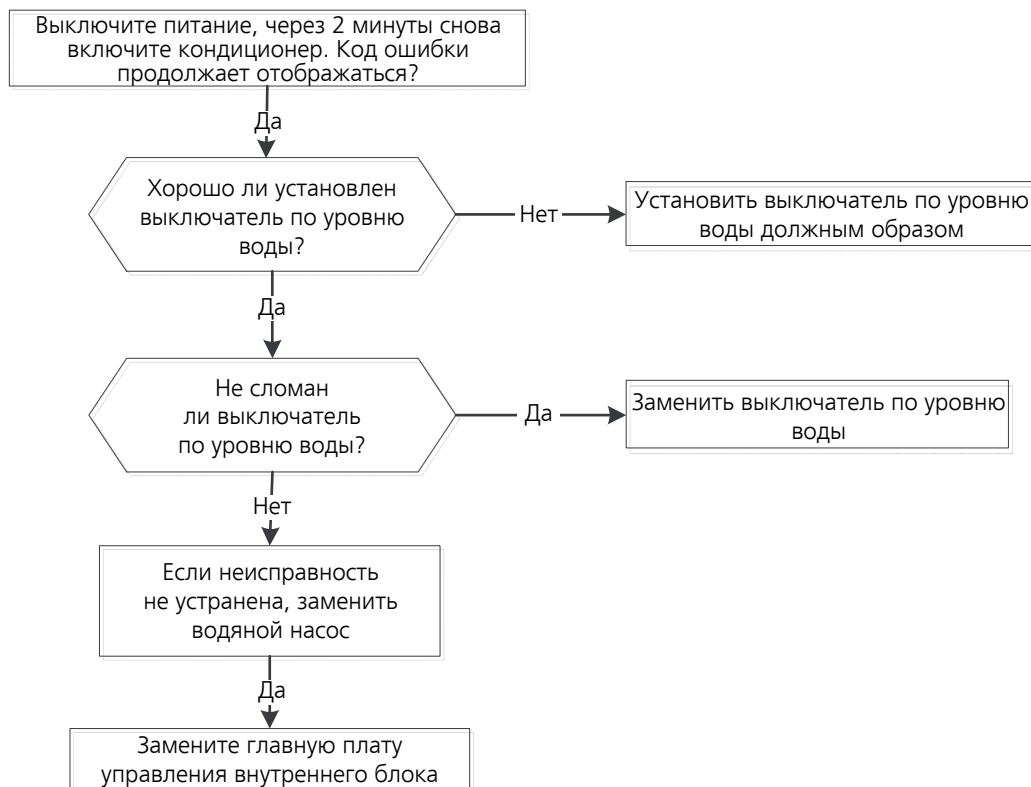 Выключите питание, через 2 минуты снова
включите кондиционер. Код ошибки
продолжает отображаться?
Да
Хорошо ли установлен
выключатель по уровню
воды?
Нет
Установить выключатель по уровню
воды должным образом
Да
Не сломан
ли выключатель
по уровню воды?
Да
Заменить выключатель по уровню
воды
Нет
Если неисправность
не устранена, заменить
водяной насос
Да
Замените главную плату
управления внутреннего блока